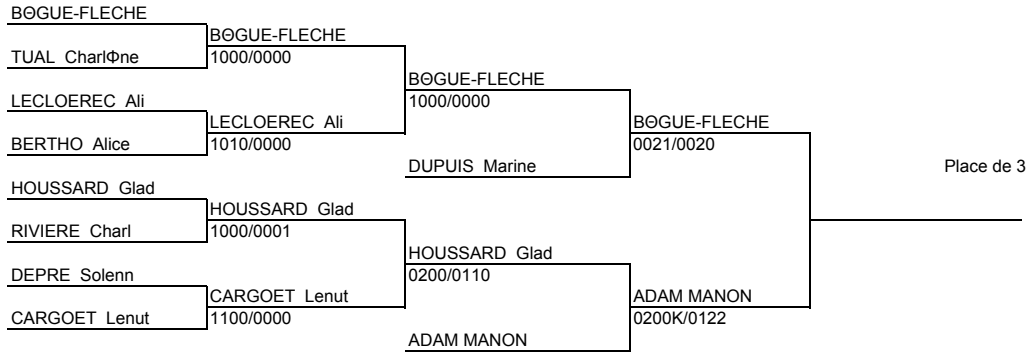 BΘGUE-FLECHE
BΘGUE-FLECHE
TUAL CharlΦne
1000/0000
BΘGUE-FLECHE
LECLOEREC Ali
1000/0000
LECLOEREC Ali
BΘGUE-FLECHE
BERTHO Alice
1010/0000
0021/0020
DUPUIS Marine
Place de 3
HOUSSARD Glad
HOUSSARD Glad
RIVIERE Charl
1000/0001
HOUSSARD Glad
DEPRE Solenn
0200/0110
CARGOET Lenut
ADAM MANON
CARGOET Lenut
1100/0000
0200K/0122
ADAM MANON